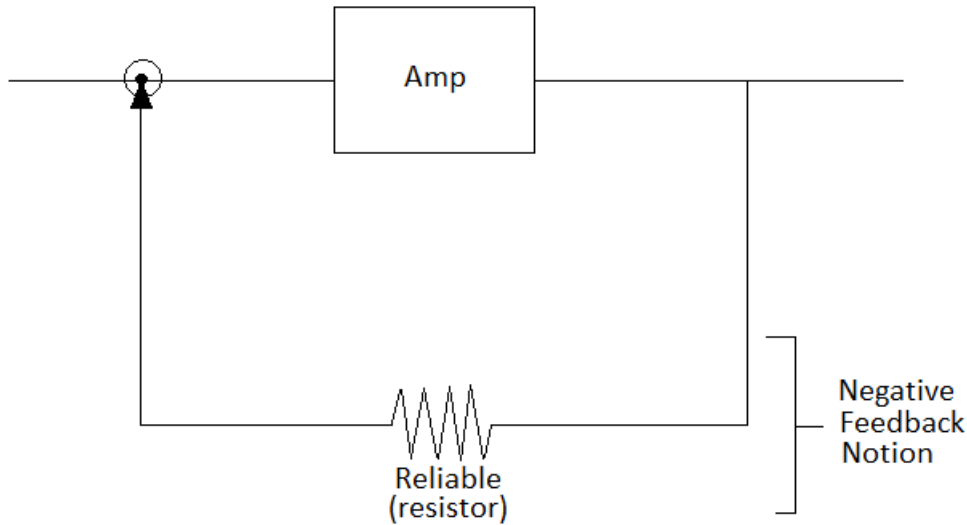 Amp
Negative
Feedback
Notion
Reliable
(resistor)